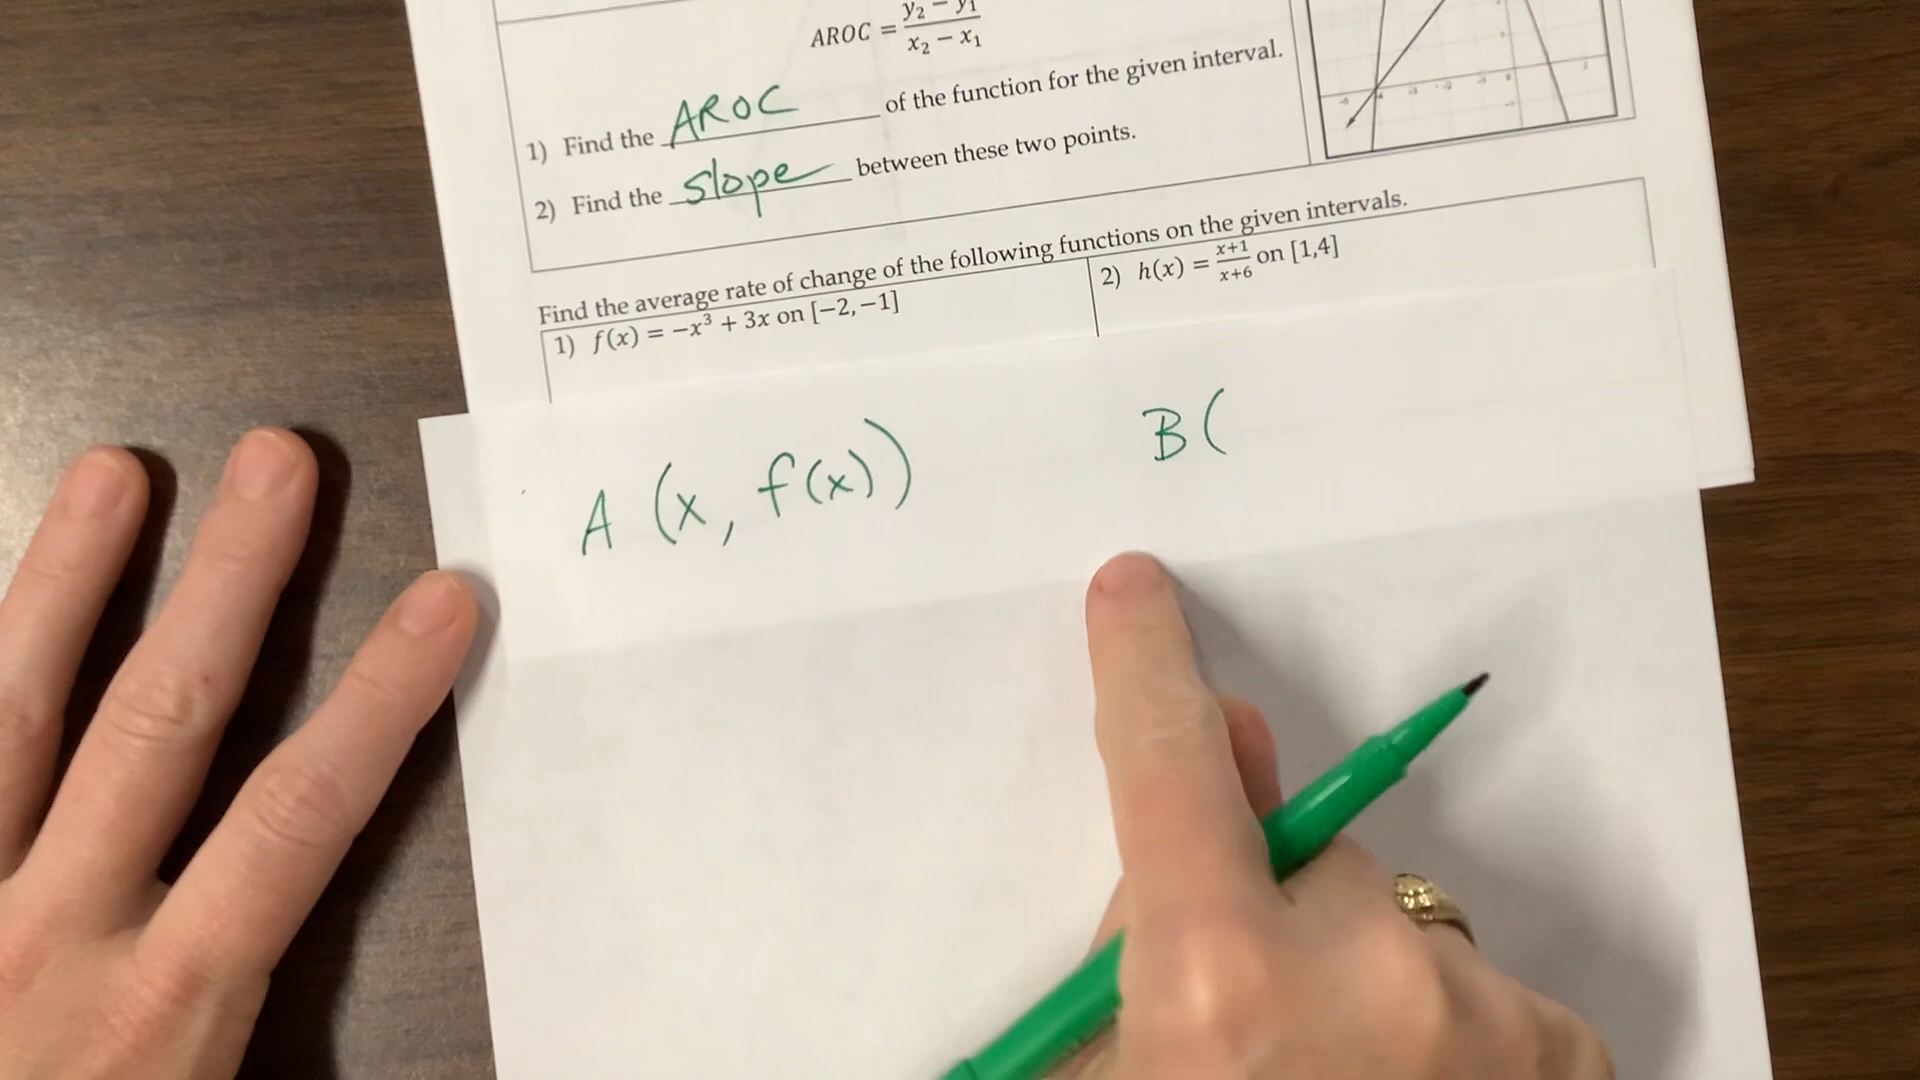 AROC = y₂ − y₁ / x₂ − x₁
1) Find the AROC of the function for the given interval.
2) Find the slope between these two points.
Find the average rate of change of the following functions on the given intervals.
1) f(x) = −x³ + 3x on [−2, −1]
2) h(x) = x+1 / x+6 on [1,4]
A (x, f(x))
B (